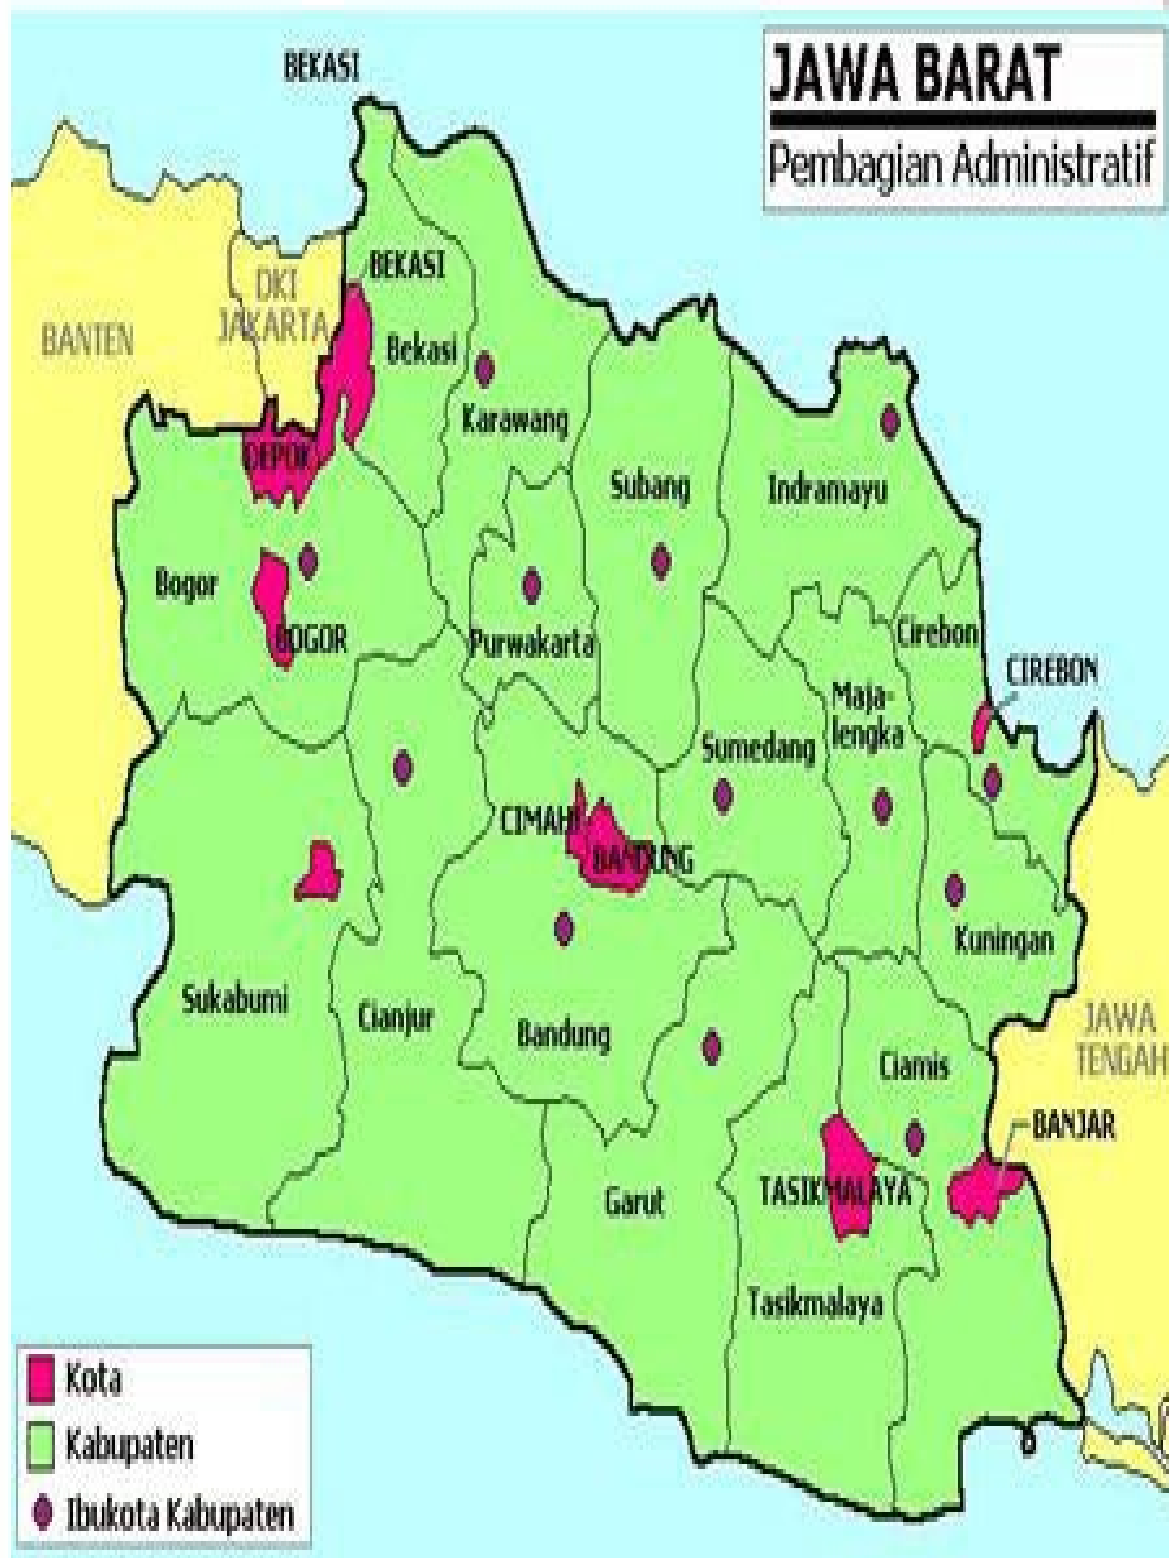 JAWA BARAT
Pembagian Administratif
BEKASI
BEKASI
DKI
JAKARTA
BANTEN
Bekasi
Karawang
DEPOK
Subang
Indramayu
Bogor
BOGOR
Purwakarta
Cirebon
CIREBON
Maja-
lengka
Sumedang
CIMAHI
BANDUNG
Kuningan
Sukabumi
Cianjur
Bandung
JAWA
TENGAH
Ciamis
BANJAR
TASIKMALAYA
Garut
Tasikmalaya
Kota
Kabupaten
Ibukota Kabupaten